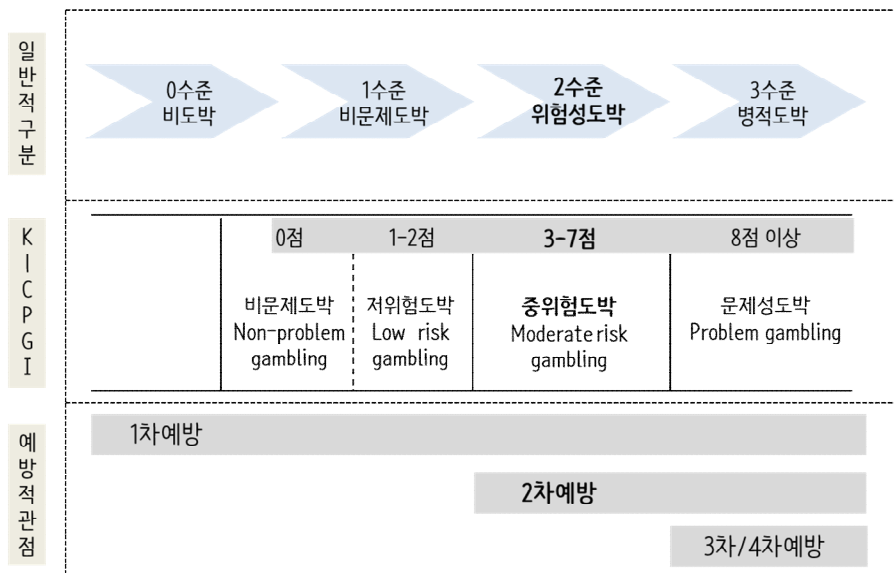 일반적구분
0수준
비도박
1수준
비문제도박
2수준
위험성도박
3수준
병적도박
KICPGI
0점
1-2점
3-7점
8점 이상
비문제도박
Non-problem
gambling
저위험도박
Low risk
gambling
중위험도박
Moderate risk
gambling
문제성도박
Problem gambling
예방적관점
1차예방
2차예방
3차/4차예방